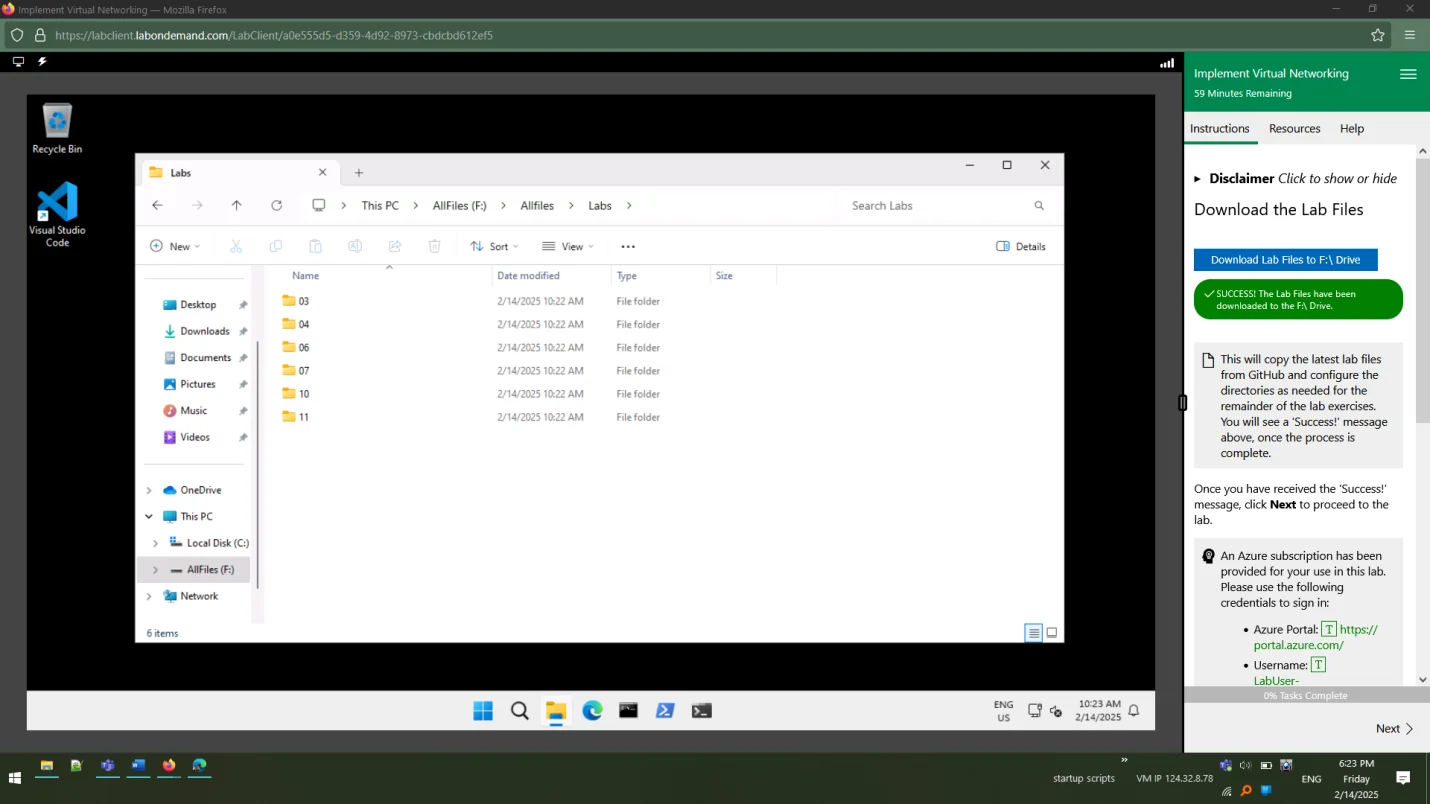 Implement Virtual Networking — Mozilla Firefox
https://labclient.labondemand.com/LabClient/a0e555d5-d359-4d92-8973-cbdcbd612ef5
Recycle Bin
Visual Studio
Code
Labs
This PC
AllFiles (F:)
Allfiles
Labs
Search Labs
New
Sort
View
Details
Name
Date modified
Type
Size
03 2/14/2025 10:22 AM File folder
04 2/14/2025 10:22 AM File folder
06 2/14/2025 10:22 AM File folder
07 2/14/2025 10:22 AM File folder
10 2/14/2025 10:22 AM File folder
11 2/14/2025 10:22 AM File folder
Desktop
Downloads
Documents
Pictures
Music
Videos
OneDrive
This PC
Local Disk (C:)
AllFiles (F:)
Network
6 items
ENG
US
10:23 AM
2/14/2025
Implement Virtual Networking
59 Minutes Remaining
Instructions Resources Help
Disclaimer Click to show or hide
Download the Lab Files
Download Lab Files to F:\ Drive
SUCCESS! The Lab Files have been
downloaded to the F:\ Drive.
This will copy the latest lab files
from GitHub and configure the
directories as needed for the
remainder of the lab exercises.
You will see a 'Success!' message
above, once the process is
complete.
Once you have received the 'Success!'
message, click Next to proceed to the
lab.
An Azure subscription has been
provided for your use in this lab.
Please use the following
credentials to sign in:
• Azure Portal: T https://
portal.azure.com/
• Username: T
LabUser-
0% Tasks Complete
Next
startup scripts
VM IP 124.32.8.78
ENG
6:23 PM
Friday
2/14/2025